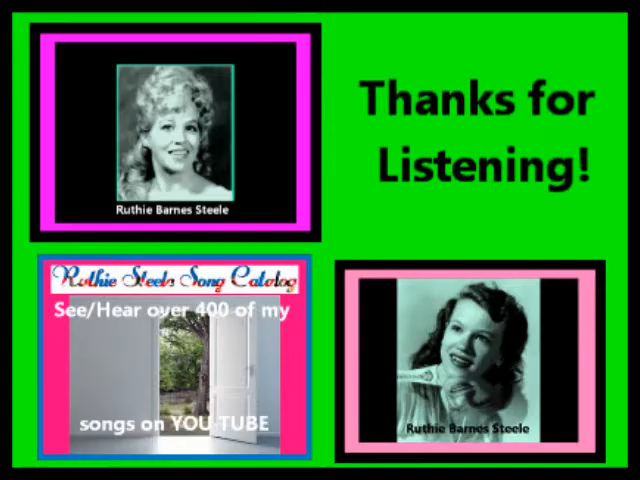 Thanks for
Listening!
Ruthie Barnes Steele
Ruthie Steele Song Catalog
See/Hear over 400 of my
songs on YOU TUBE
Ruthie Barnes Steele